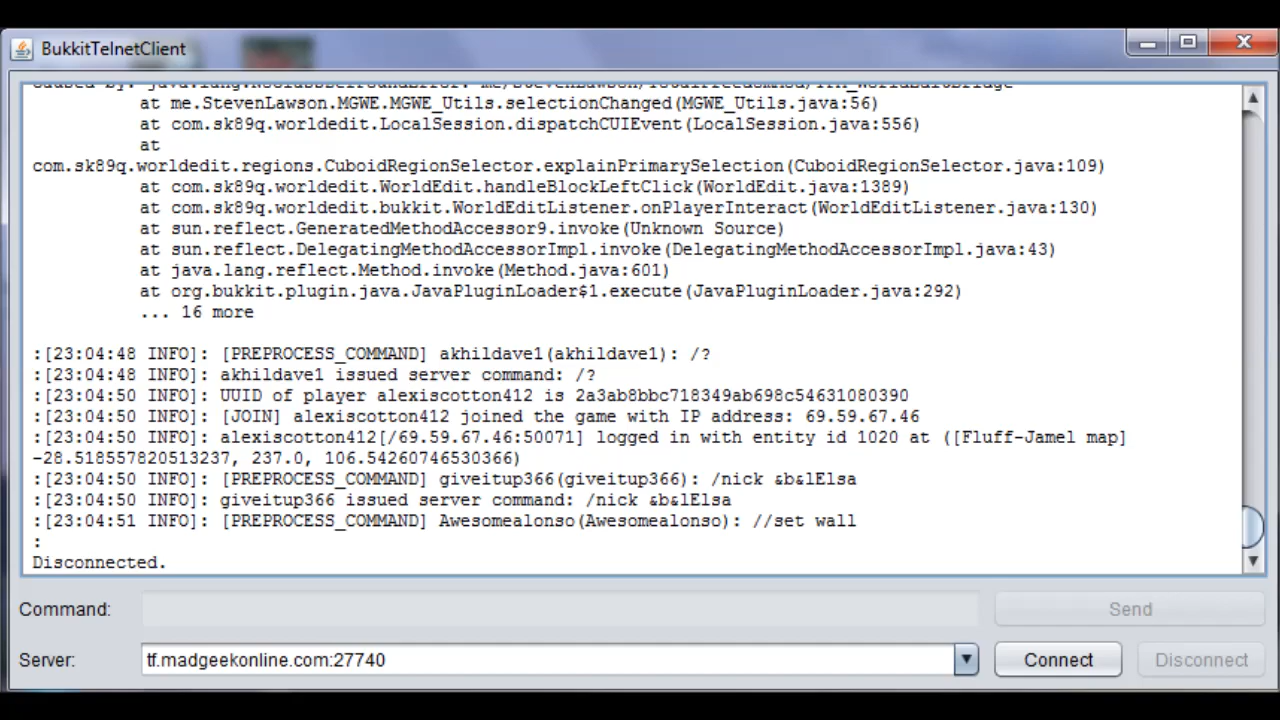 BukkitTelnetClient
at me.StevenLawson.MGWE.MGWE_Utils.selectionChanged(MGWE_Utils.java:56)
at com.sk89q.worldedit.LocalSession.dispatchCUIEvent(LocalSession.java:556)
at
com.sk89q.worldedit.regions.CuboidRegionSelector.explainPrimarySelection(CuboidRegionSelector.java:109)
at com.sk89q.worldedit.WorldEdit.handleBlockLeftClick(WorldEdit.java:1389)
at com.sk89q.worldedit.bukkit.WorldEditListener.onPlayerInteract(WorldEditListener.java:130)
at sun.reflect.GeneratedMethodAccessor9.invoke(Unknown Source)
at sun.reflect.DelegatingMethodAccessorImpl.invoke(DelegatingMethodAccessorImpl.java:43)
at java.lang.reflect.Method.invoke(Method.java:601)
at org.bukkit.plugin.java.JavaPluginLoader$1.execute(JavaPluginLoader.java:292)
... 16 more
:[23:04:48 INFO]: [PREPROCESS_COMMAND] akhildave1(akhildave1): /?
:[23:04:48 INFO]: akhildave1 issued server command: /?
:[23:04:50 INFO]: UUID of player alexiscotton412 is 2a3ab8bbc718349ab698c54631080390
:[23:04:50 INFO]: [JOIN] alexiscotton412 joined the game with IP address: 69.59.67.46
:[23:04:50 INFO]: alexiscotton412[/69.59.67.46:50071] logged in with entity id 1020 at ([Fluff-Jamel map]
-28.518557820513237, 237.0, 106.54260746530366)
:[23:04:50 INFO]: [PREPROCESS_COMMAND] giveitup366(giveitup366): /nick &b&lElsa
:[23:04:50 INFO]: giveitup366 issued server command: /nick &b&lElsa
:[23:04:51 INFO]: [PREPROCESS_COMMAND] Awesomealonso(Awesomealonso): //set wall
:
Disconnected.
Command:
Send
Server:
tf.madgeekonline.com:27740
Connect
Disconnect